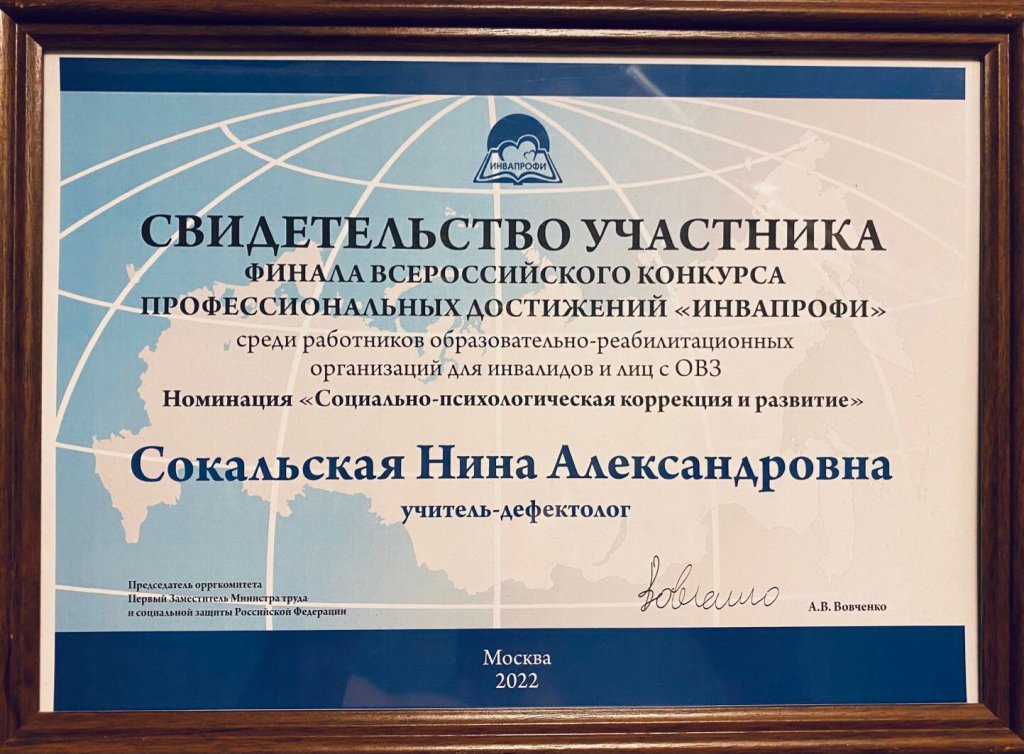 ИНВАПРОФИ
СВИДЕТЕЛЬСТВО УЧАСТНИКА
ФИНАЛА ВСЕРОССИЙСКОГО КОНКУРСА
ПРОФЕССИОНАЛЬНЫХ ДОСТИЖЕНИЙ «ИНВАПРОФИ»
среди работников образовательно-реабилитационных
организаций для инвалидов и лиц с ОВЗ
Номинация «Социально-психологическая коррекция и развитие»
Сокальская Нина Александровна
учитель-дефектолог
Председатель орргкомитета
Первый Заместитель Министра труда
и социальной защиты Российской Федерации
Вовченко
А.В. Вовченко
Москва
2022